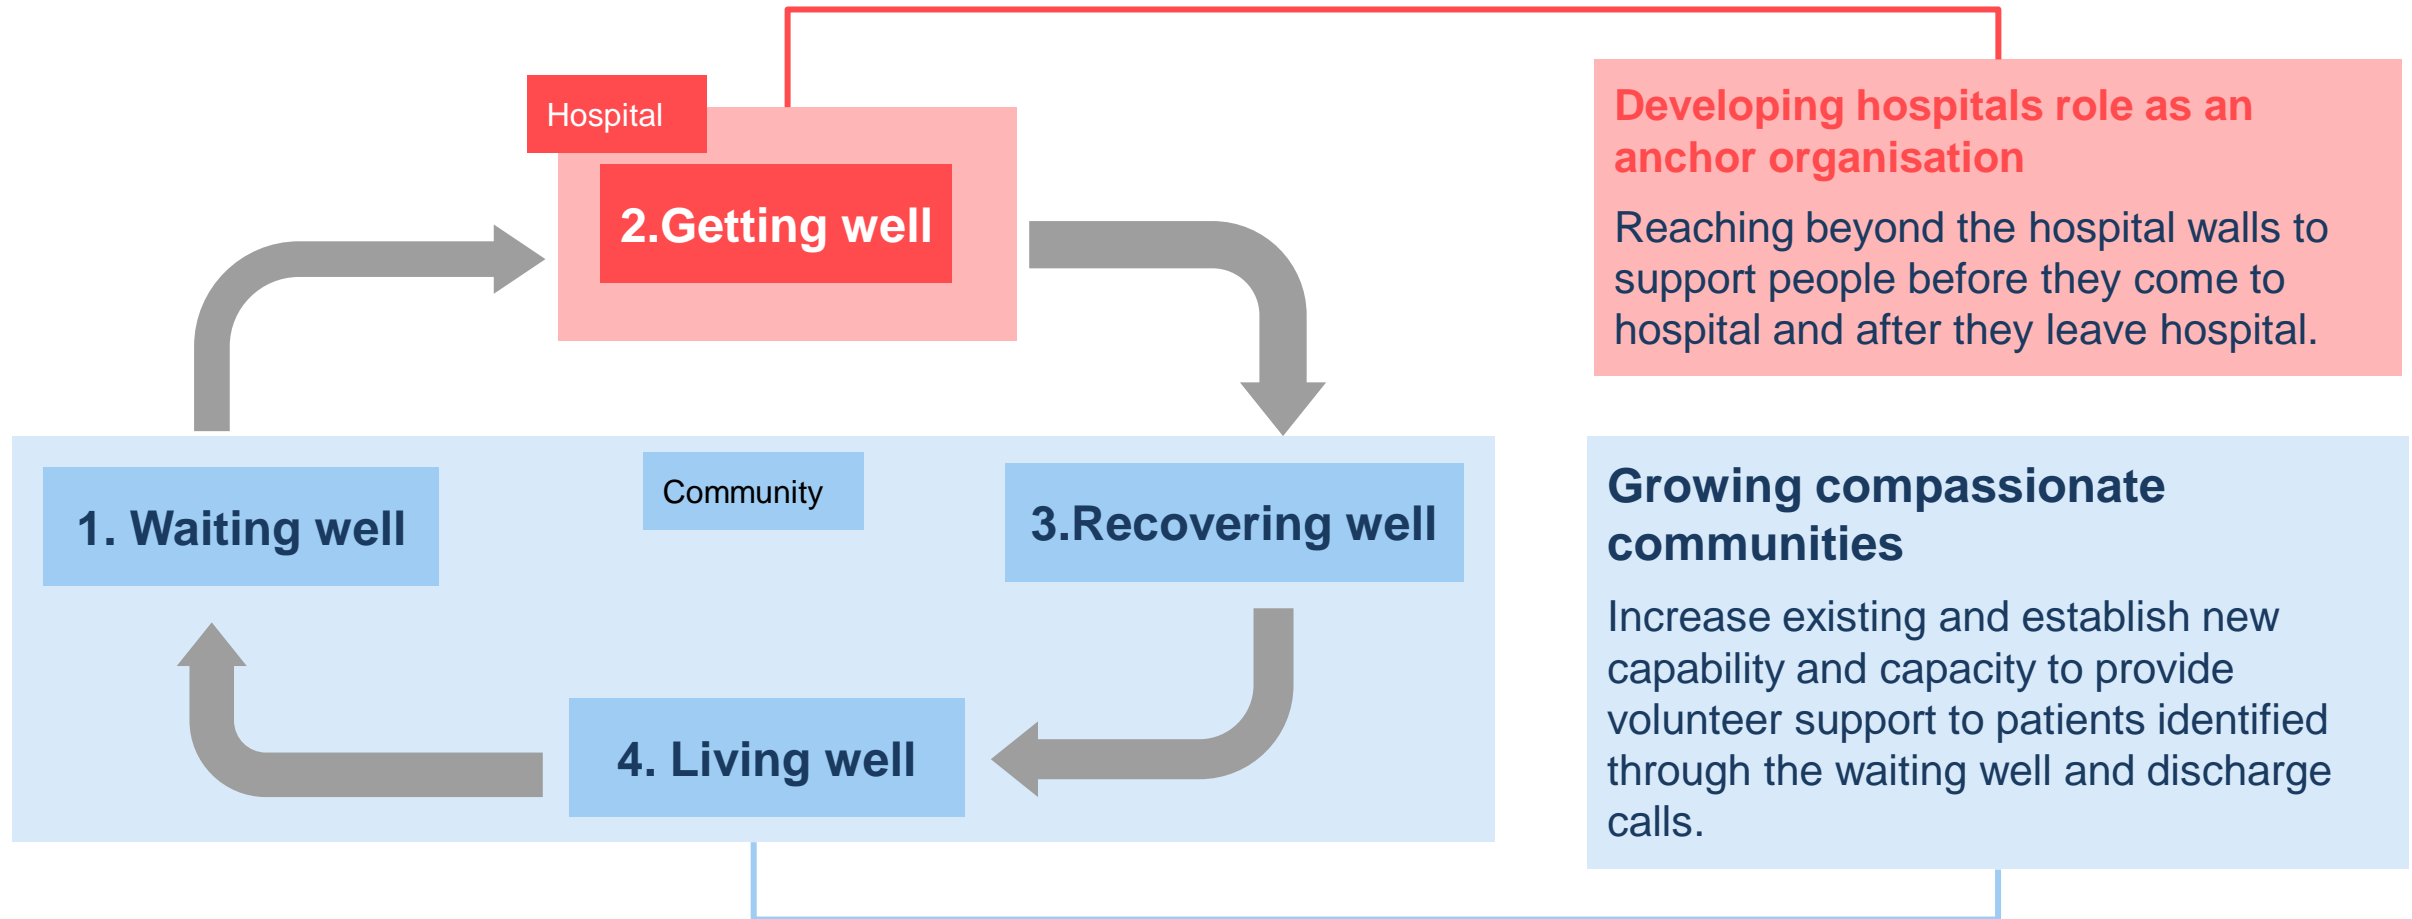 Hospital
2.Getting well
Developing hospitals role as an
anchor organisation
Reaching beyond the hospital walls to
support people before they come to
hospital and after they leave hospital.
1. Waiting well
Community
3.Recovering well
4. Living well
Growing compassionate
communities
Increase existing and establish new
capability and capacity to provide
volunteer support to patients identified
through the waiting well and discharge
calls.